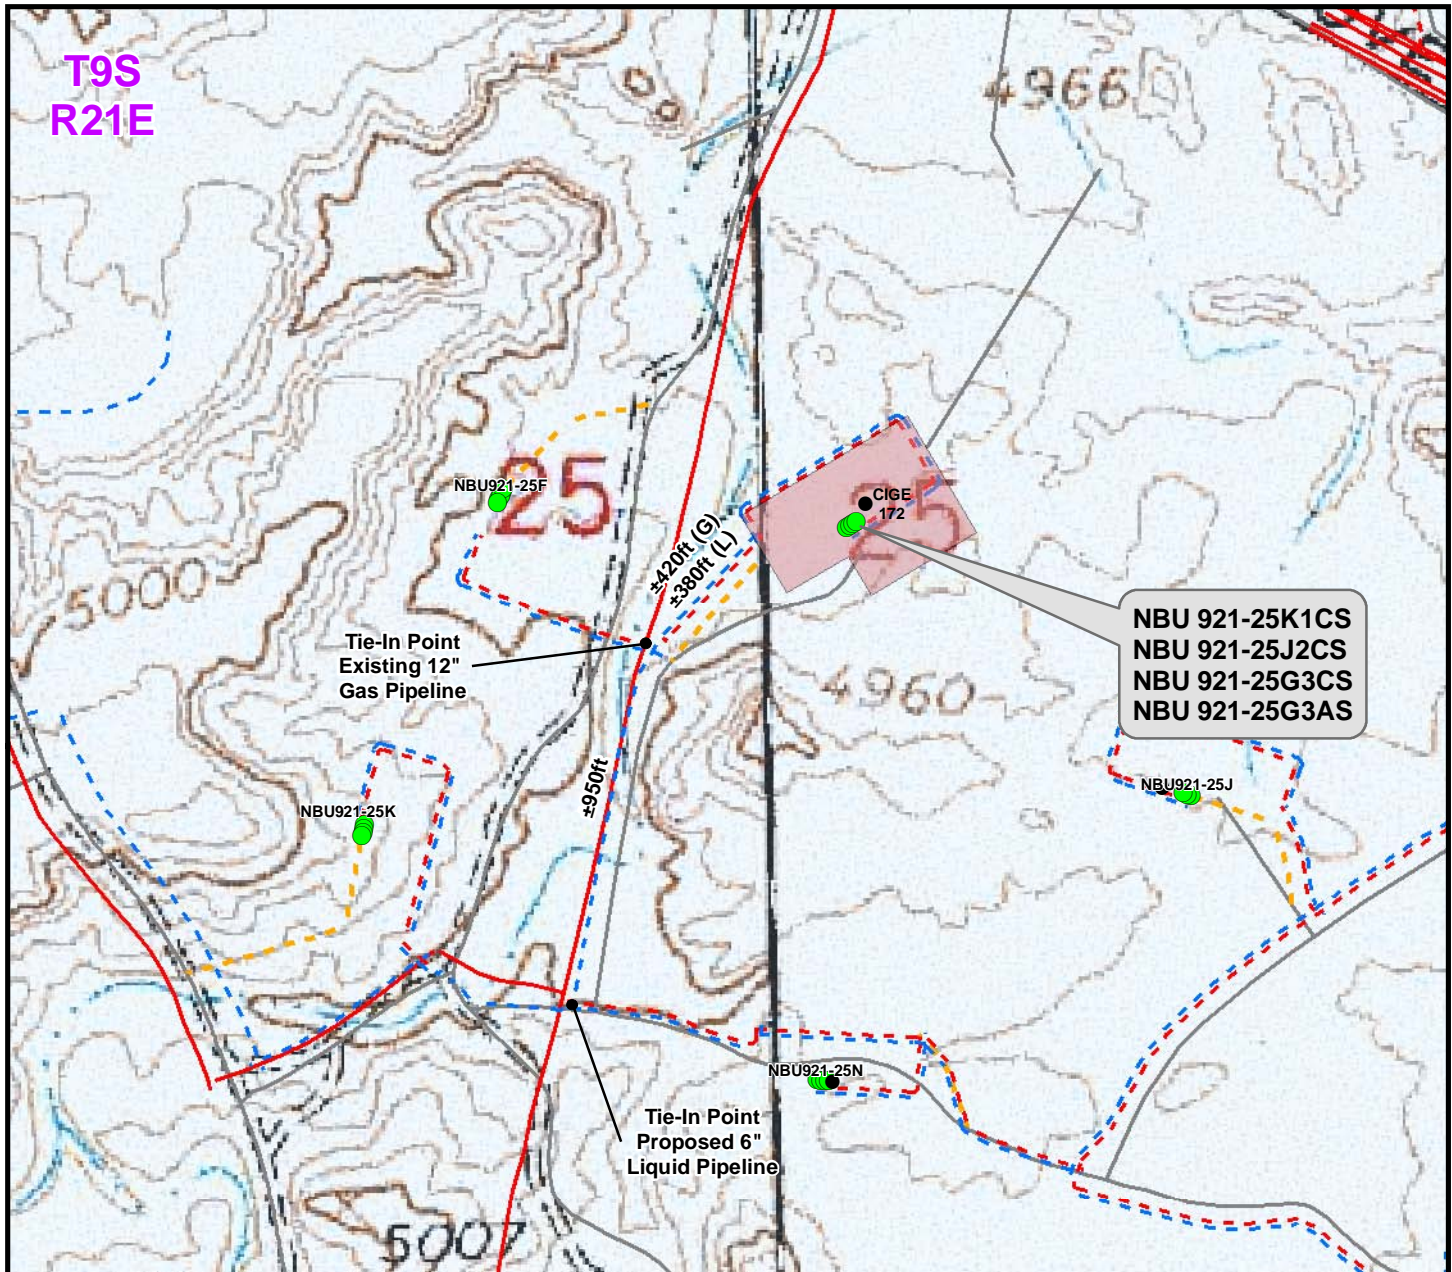 T9S
R21E
4966
NBU921-25F
25
CIGE
172
25
±420ft (G)
±380ft (L)
5000
NBU 921-25K1CS
NBU 921-25J2CS
NBU 921-25G3CS
NBU 921-25G3AS
Tie-In Point
Existing 12"
Gas Pipeline
4960
±950ft
NBU921-25J
NBU921-25K
NBU921-25N
Tie-In Point
Proposed 6"
Liquid Pipeline
5007